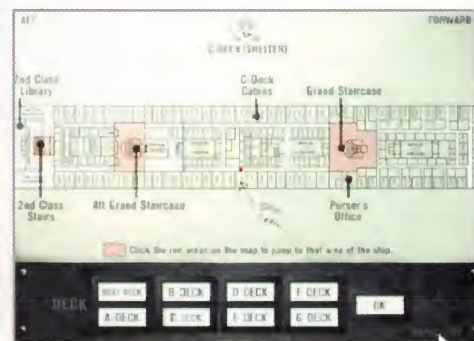 AFT
FORWARD
C-DECK (SHELTER)
2nd Class
Library
C-Deck
Cabins
Grand Staircase
2nd Class
Stairs
Aft Grand Staircase
Purser's
Office
Click the red areas on the map to jump to that area of the ship.
DECK
BOAT DECK
B-DECK
D-DECK
F-DECK
OK
A-DECK
C-DECK
E-DECK
G-DECK